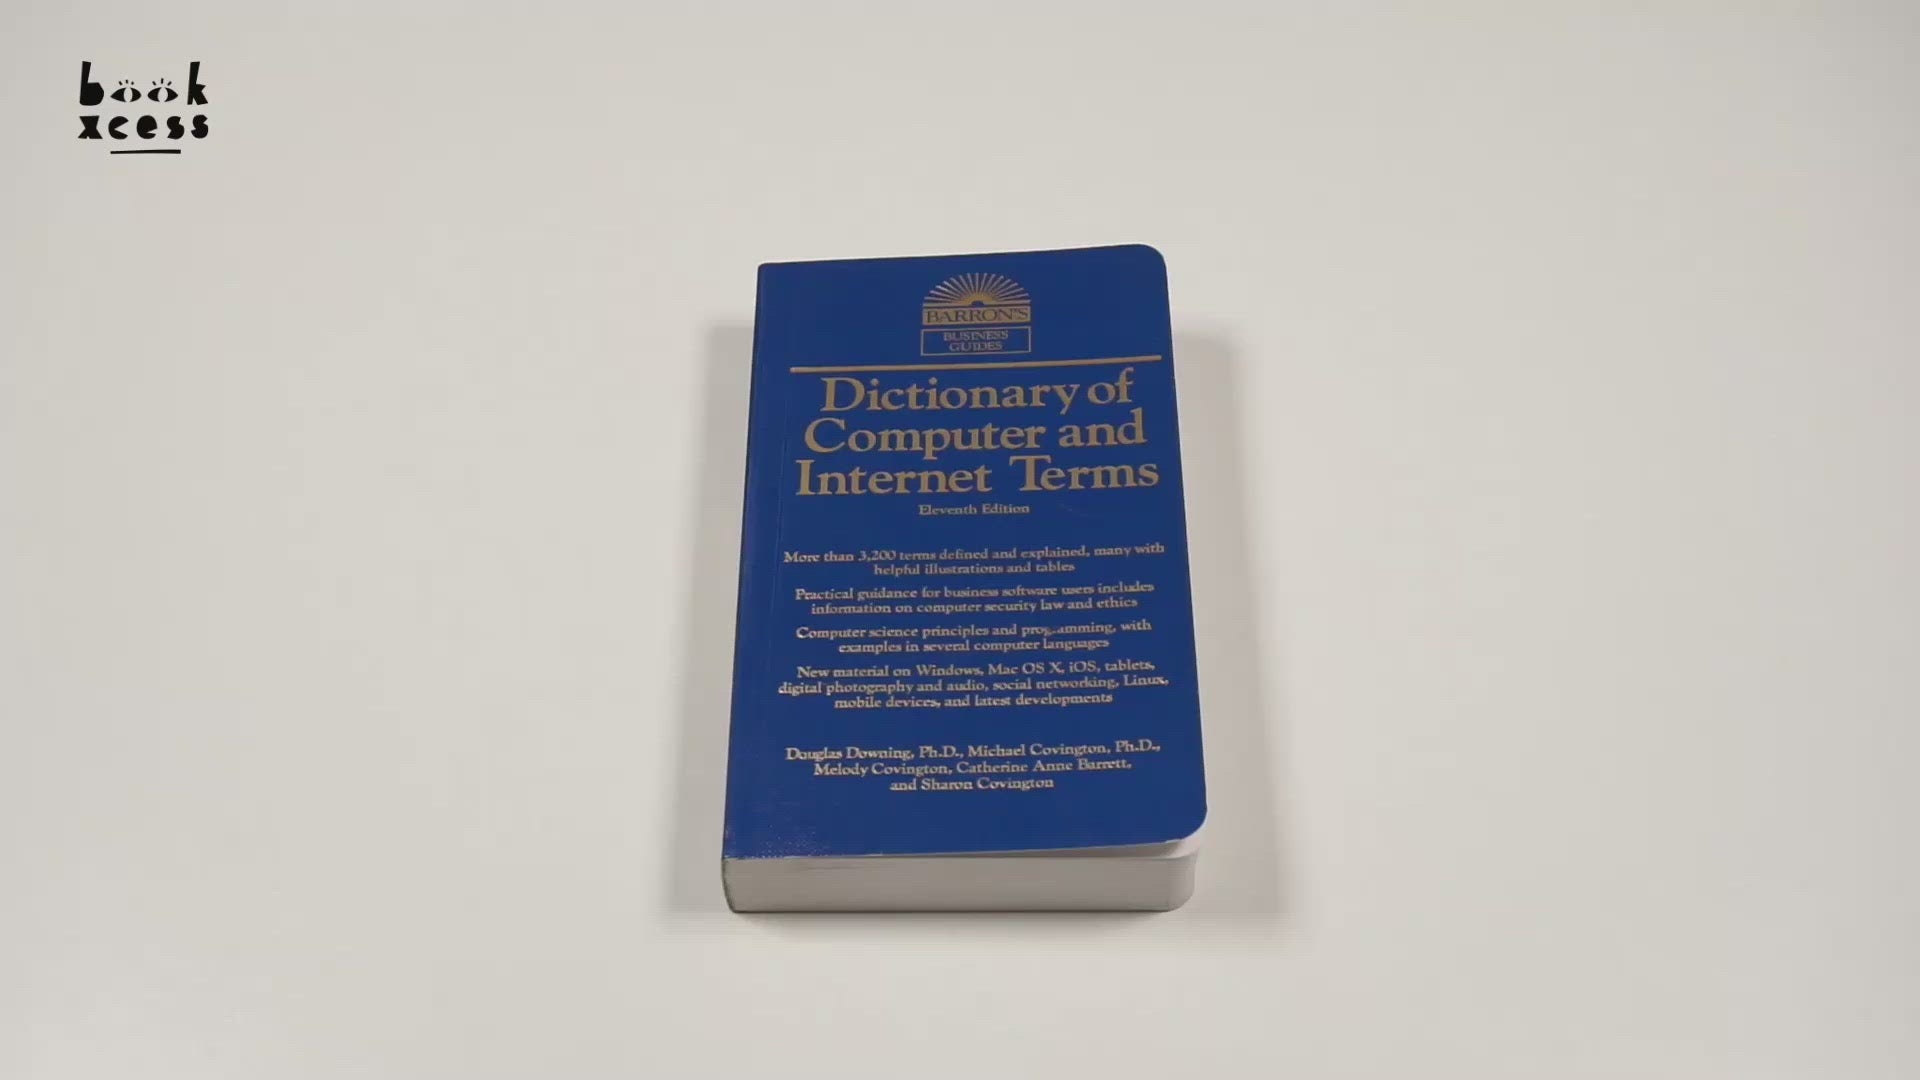 book
xcess
BARRON'S
BUSINESS
GUIDES
Dictionary of
Computer and
Internet Terms
Eleventh Edition
More than 3,200 terms defined and explained, many with
helpful illustrations and tables
Practical guidance for business software users includes
information on computer security law and ethics
Computer science principles and programming, with
examples in several computer languages
New material on Windows, Mac OS X, iOS, tablets,
digital photography and audio, social networking, Linux,
mobile devices, and latest developments
Douglas Downing, Ph.D., Michael Covington, Ph.D.,
Melody Covington, Catherine Anne Barrett,
and Sharon Covington